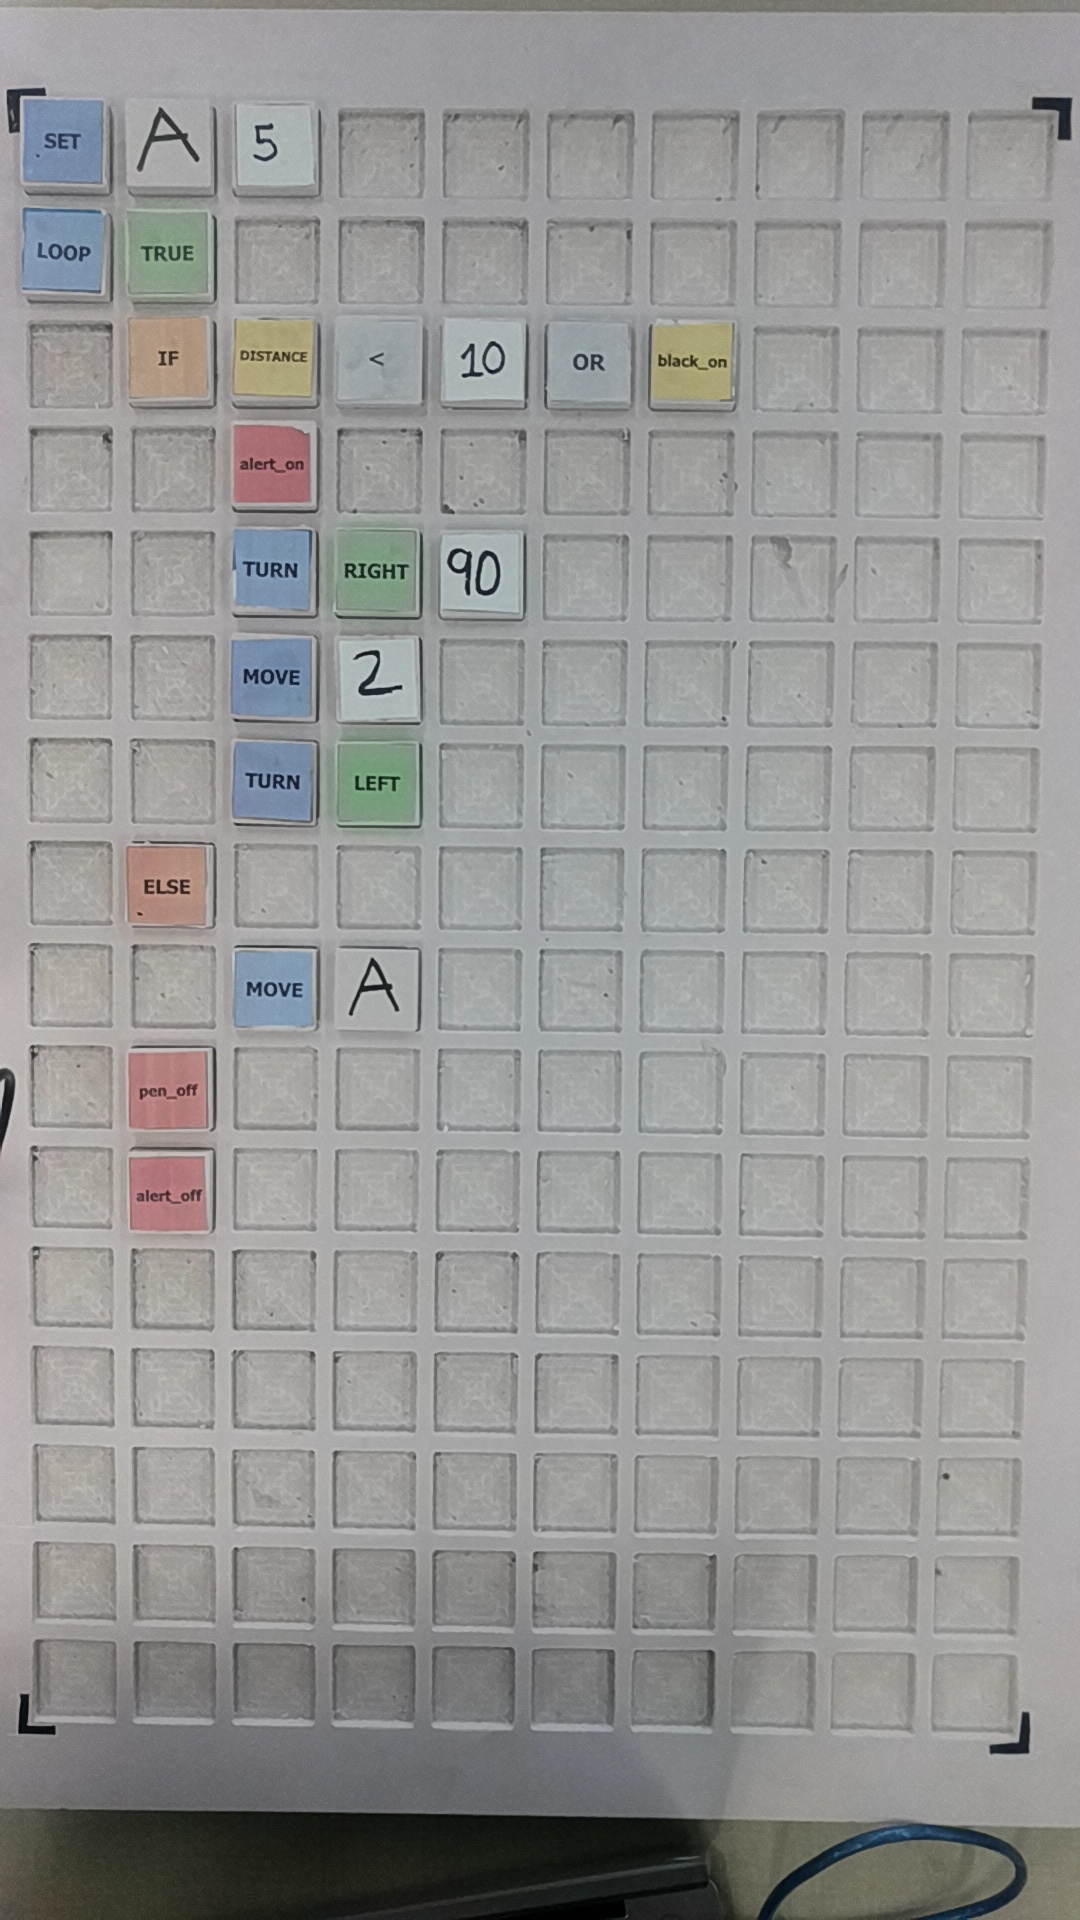 SET A 5
LOOP TRUE
IF DISTANCE < 10 OR black_on
alert_on
TURN RIGHT 90
MOVE 2
TURN LEFT
ELSE
MOVE A
pen_off
alert_off